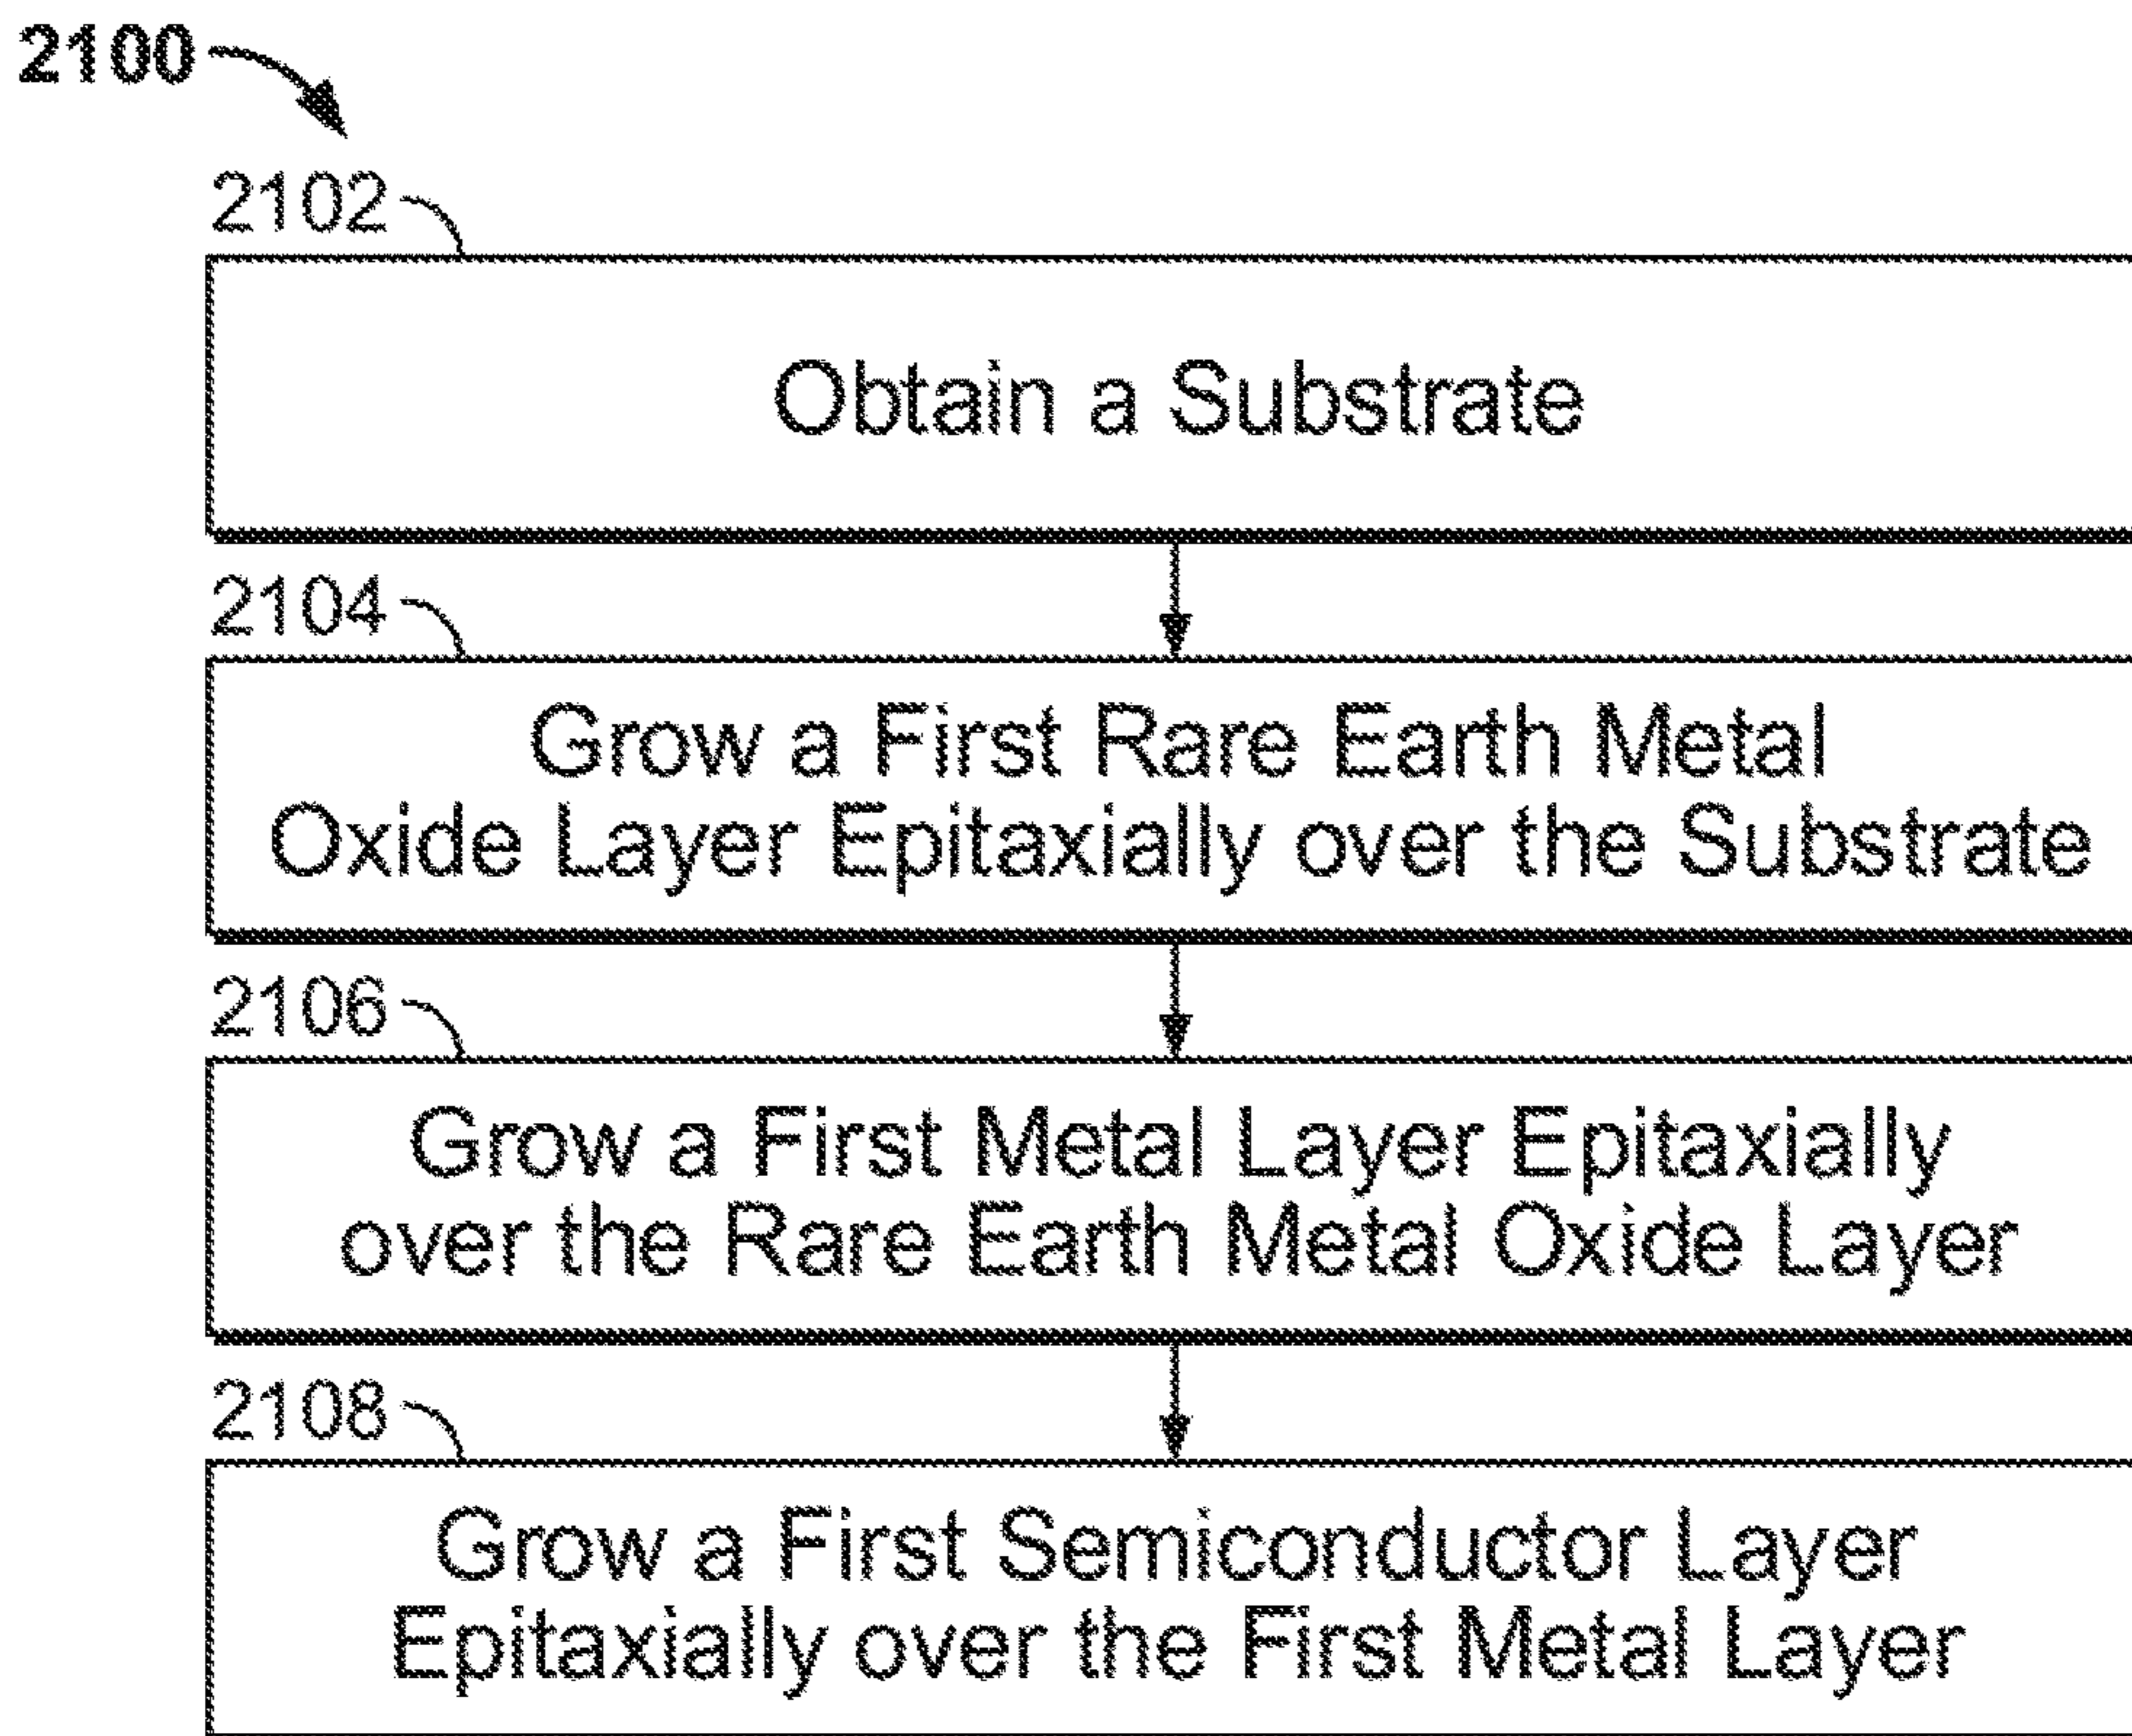 2100
2102
Obtain a Substrate
2104
Grow a First Rare Earth Metal
Oxide Layer Epitaxially over the Substrate
2106
Grow a First Metal Layer Epitaxially
over the Rare Earth Metal Oxide Layer
2108
Grow a First Semiconductor Layer
Epitaxially over the First Metal Layer